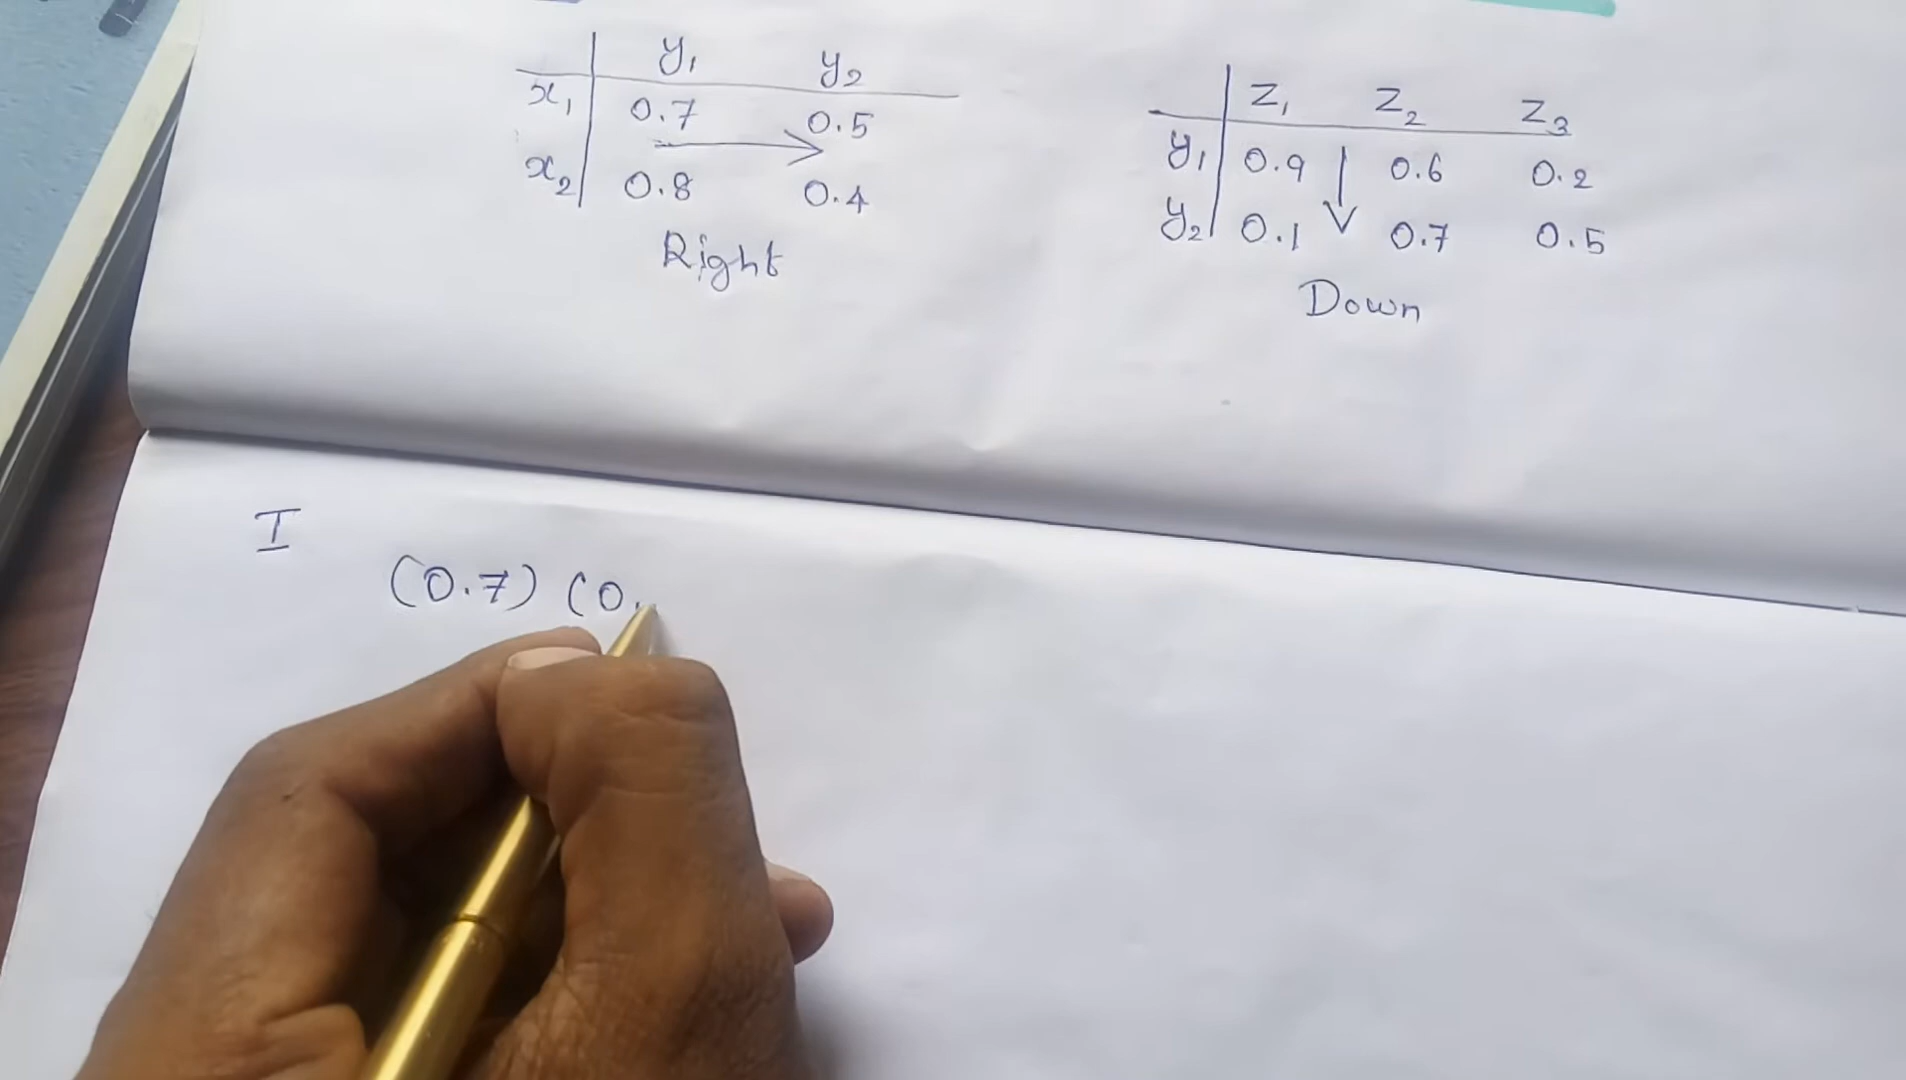 y₁ y₂
x₁ 0.7 0.5
x₂ 0.8 0.4
Right
z₁ z₂ z₃
y₁ 0.9 0.6 0.2
y₂ 0.1 0.7 0.5
Down
I
(0.7) (0.